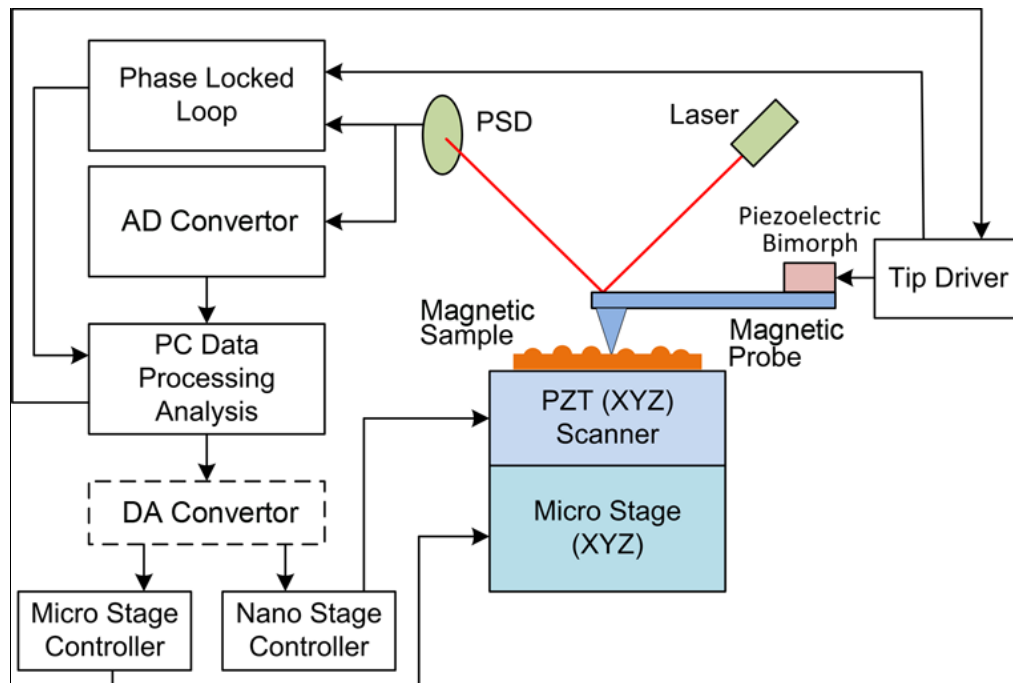 Phase Locked
Loop
PSD
Laser
AD Convertor
Piezoelectric
Bimorph
Tip Driver
Magnetic
Sample
Magnetic
Probe
PC Data
Processing
Analysis
PZT (XYZ)
Scanner
DA Convertor
Micro Stage
(XYZ)
Micro Stage
Controller
Nano Stage
Controller